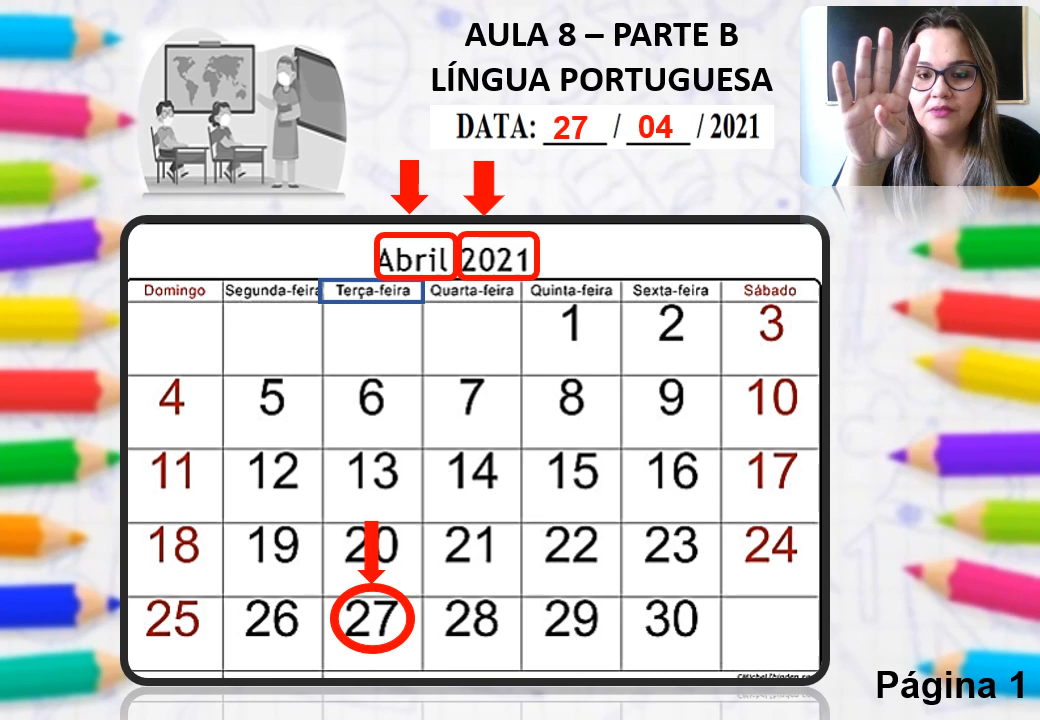 AULA 8 – PARTE B
LÍNGUA PORTUGUESA
DATA: 27 / 04 / 2021
Abril 2021
Domingo Segunda-feira Terça-feira Quarta-feira Quinta-feira Sexta-feira Sábado
1 2 3
4 5 6 7 8 9 10
11 12 13 14 15 16 17
18 19 20 21 22 23 24
25 26 27 28 29 30
Página 1